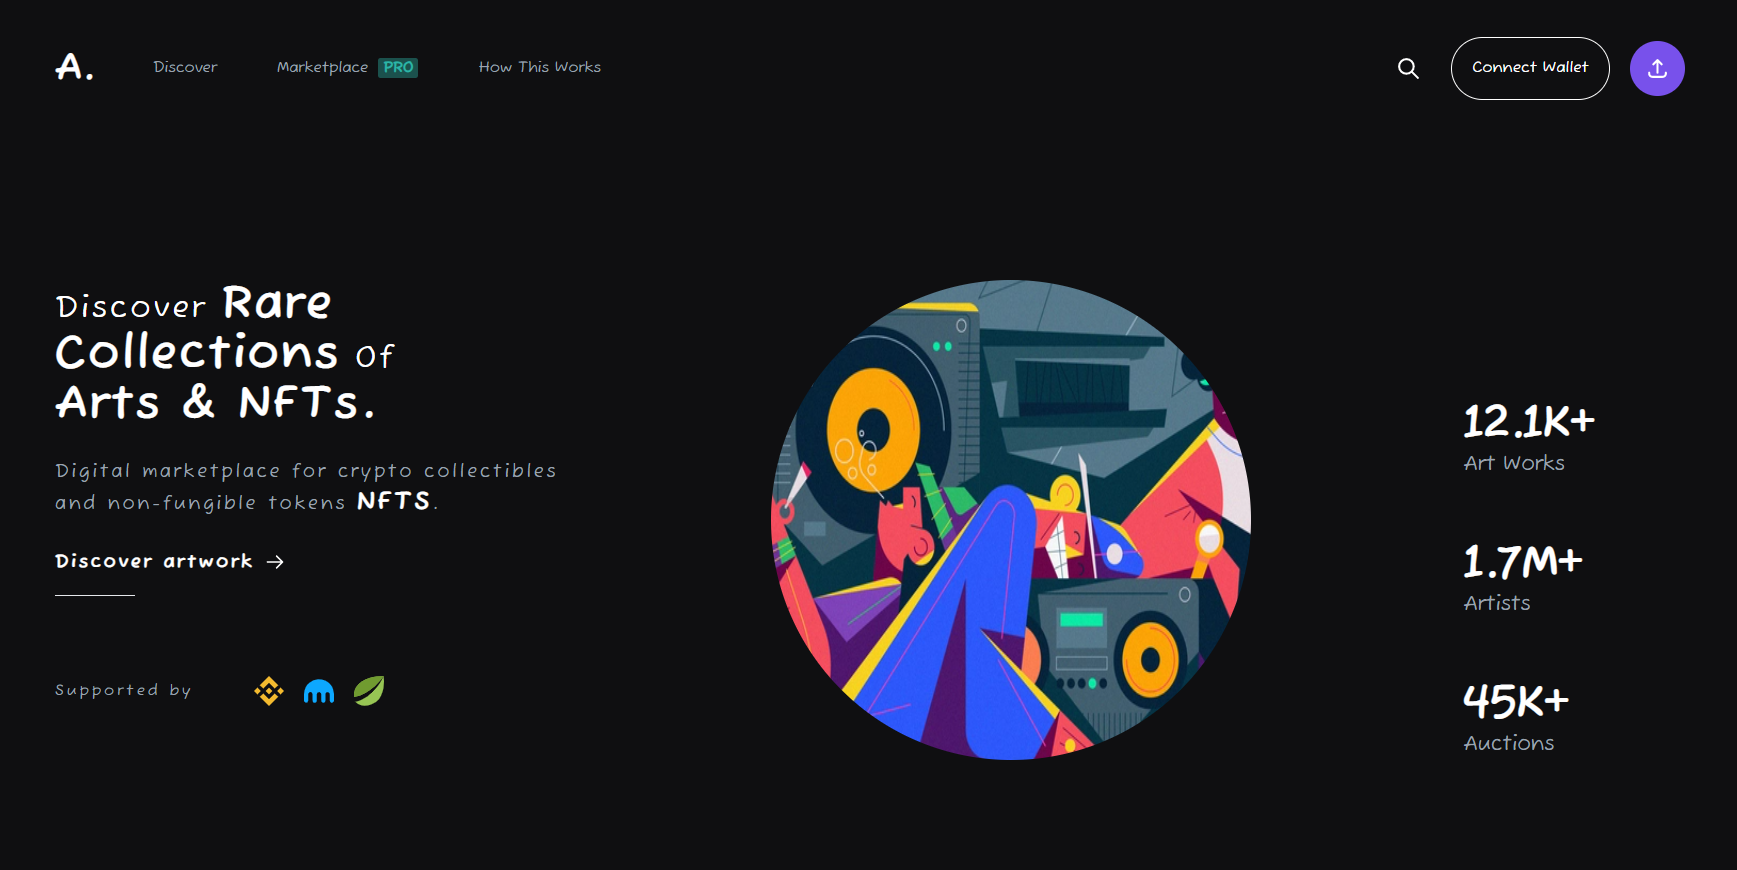 A.
Discover
Marketplace PRO
How This Works
Connect Wallet
Discover Rare
Collections Of
Arts & NFTs.
Digital marketplace for crypto collectibles
and non-fungible tokens NFTS.
Discover artwork →
Supported by
12.1K+
Art Works
1.7M+
Artists
45K+
Auctions